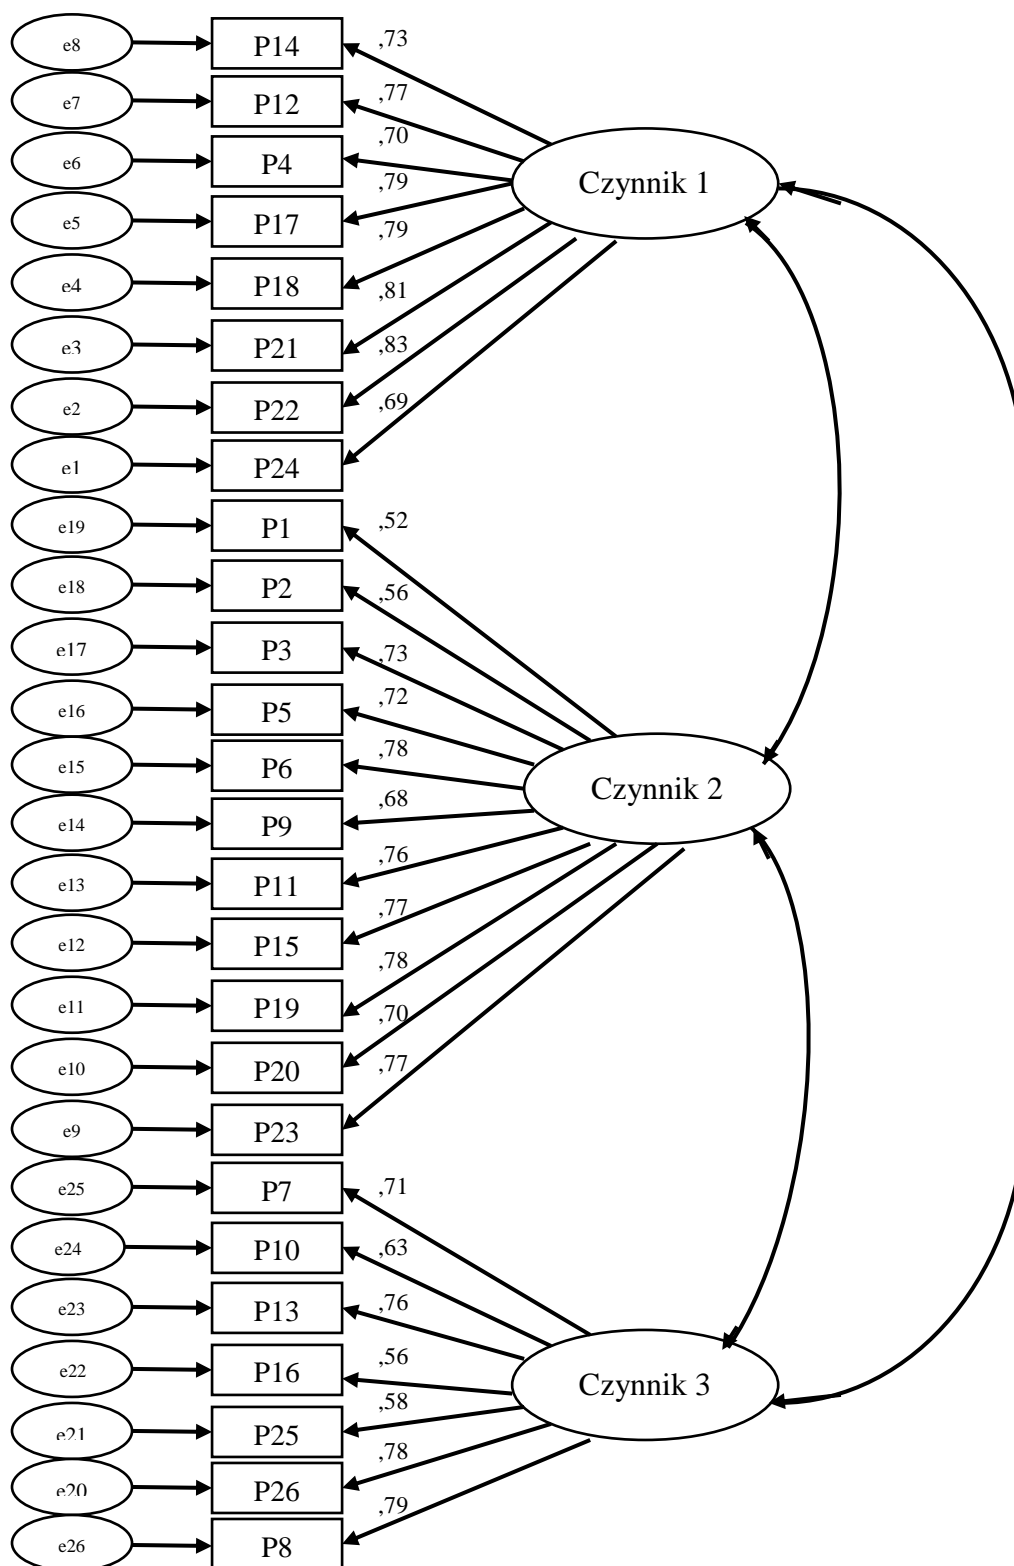 e8 P14 ,73
e7 P12 ,77
e6 P4 ,70
Czynnik 1
e5 P17 ,79
e4 P18 ,79
e3 P21 ,81
e2 P22 ,83
e1 P24 ,69
e19 P1 ,52
e18 P2 ,56
e17 P3 ,73
e16 P5 ,72
e15 P6 ,78
Czynnik 2
e14 P9 ,68
e13 P11 ,76
e12 P15 ,77
e11 P19 ,78
e10 P20 ,70
e9 P23 ,77
e25 P7 ,71
e24 P10 ,63
e23 P13 ,76
e22 P16 ,56
Czynnik 3
e21 P25 ,58
e20 P26 ,78
e26 P8 ,79